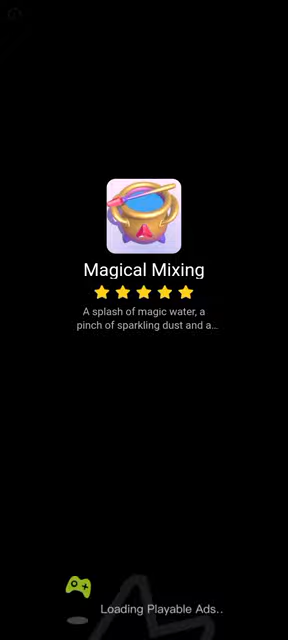 Magical Mixing
A splash of magic water, a
pinch of sparkling dust and a..
Loading Playable Ads..